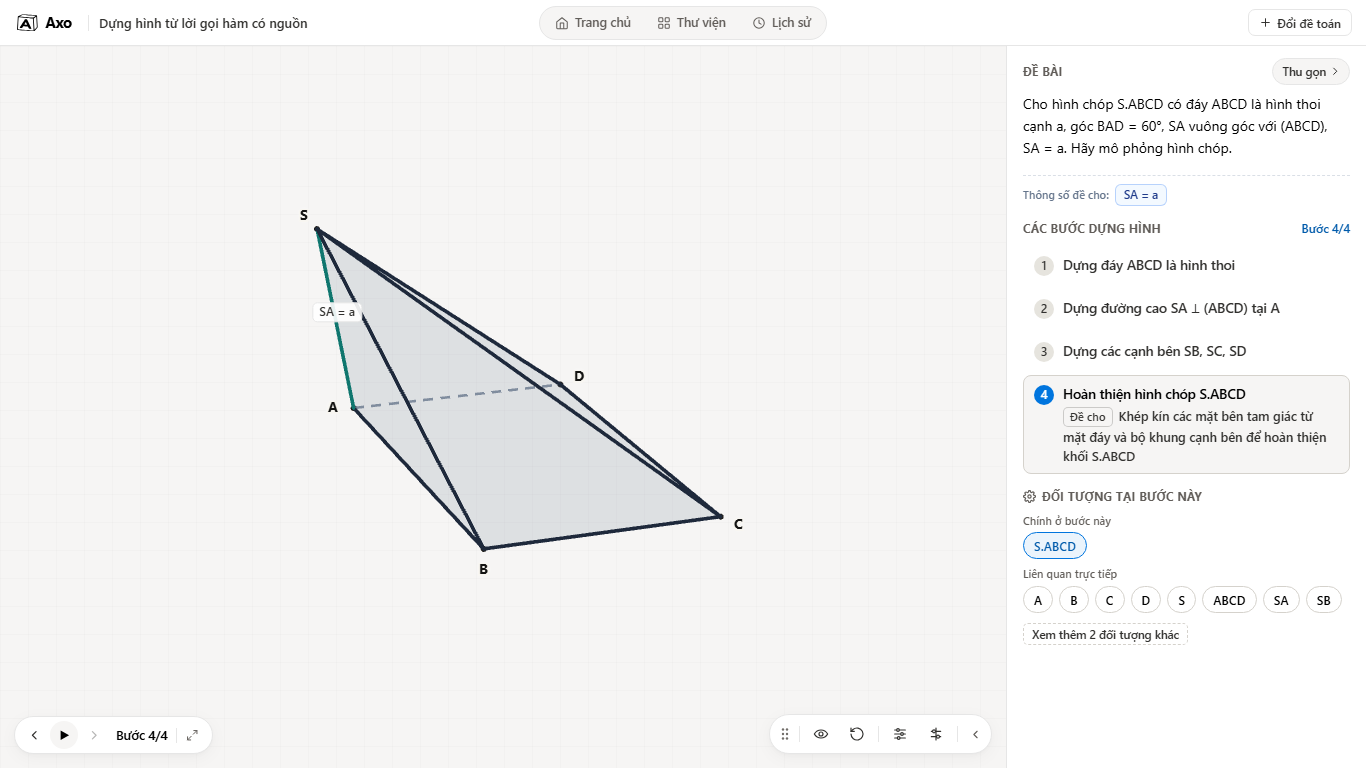 Axo
Dựng hình từ lời gọi hàm có nguồn
Trang chủ
Thư viện
Lịch sử
Đổi đề toán
S
SA = a
D
A
C
B
Bước 4/4
ĐỀ BÀI
Thu gọn
Cho hình chóp S.ABCD có đáy ABCD là hình thoi
cạnh a, góc BAD = 60°, SA vuông góc với (ABCD),
SA = a. Hãy mô phỏng hình chóp.
Thông số đề cho: SA = a
CÁC BƯỚC DỰNG HÌNH Bước 4/4
1 Dựng đáy ABCD là hình thoi
2 Dựng đường cao SA ⊥ (ABCD) tại A
3 Dựng các cạnh bên SB, SC, SD
4 Hoàn thiện hình chóp S.ABCD
Đề cho Khép kín các mặt bên tam giác từ
mặt đáy và bộ khung cạnh bên để hoàn thiện
khối S.ABCD
ĐỐI TƯỢNG TẠI BƯỚC NÀY
Chính ở bước này
S.ABCD
Liên quan trực tiếp
A B C D S ABCD SA SB
Xem thêm 2 đối tượng khác